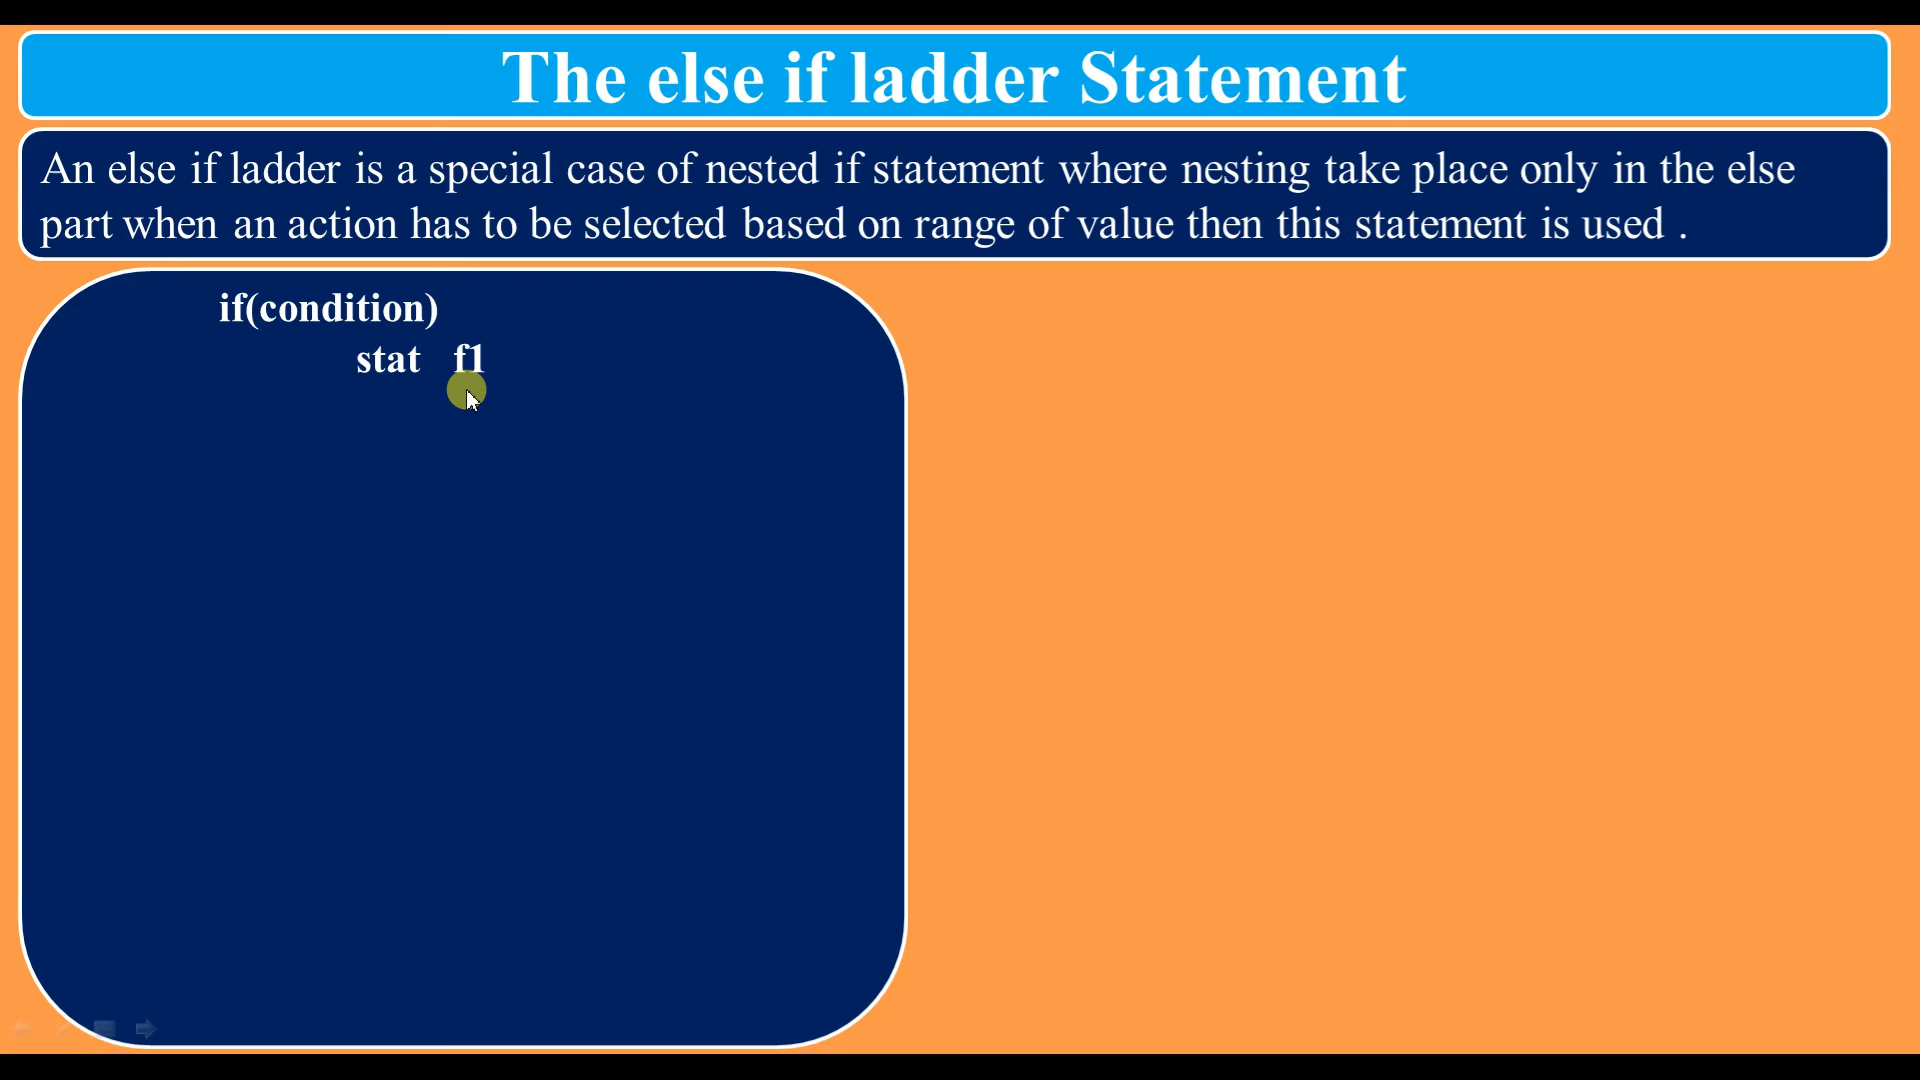 The else if ladder Statement
An else if ladder is a special case of nested if statement where nesting take place only in the else
part when an action has to be selected based on range of value then this statement is used .
if(condition)
stat f1